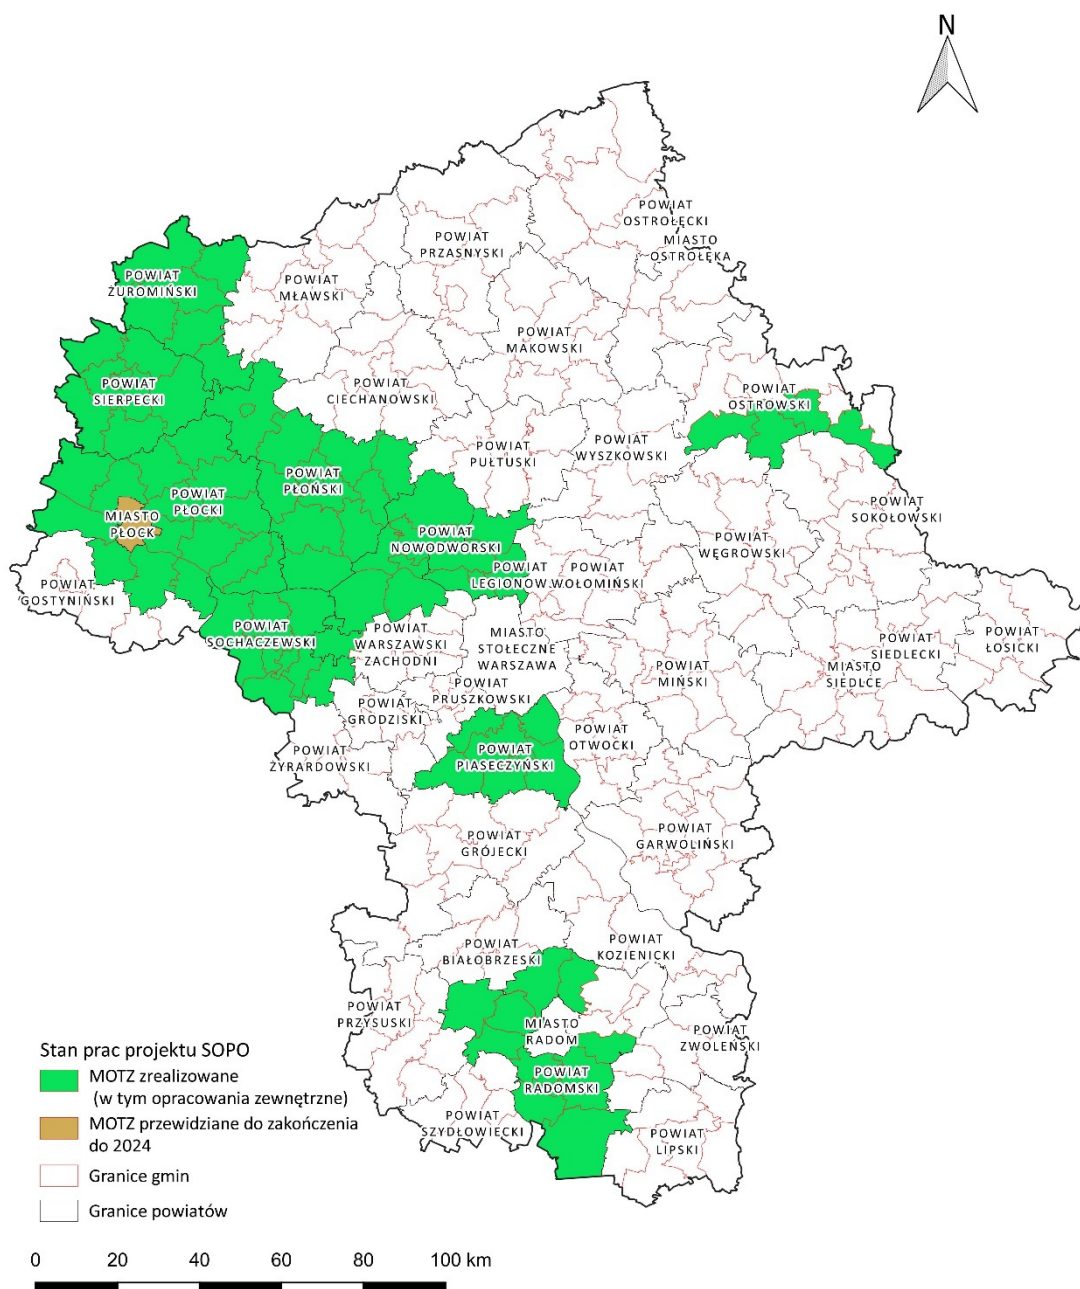 N
POWIAT
OSTROŁĘCKI
MIASTO
OSTROŁĘKA
POWIAT
PRZASNYSKI
POWIAT
ŻUROMIŃSKI
POWIAT
MŁAWSKI
POWIAT
MAKOWSKI
POWIAT
SIERPECKI
POWIAT
CIECHANOWSKI
POWIAT
OSTROWSKI
POWIAT
PUŁTUSKI
POWIAT
WYSZKOWSKI
POWIAT
PŁOŃSKI
POWIAT
PŁOCKI
MIASTO
PŁOCK
POWIAT
SOKOŁOWSKI
POWIAT
NOWODWORSKI
POWIAT
WĘGROWSKI
POWIAT
LEGIONOW.
POWIAT
WOŁOMIŃSKI
POWIAT
GOSTYNIŃSKI
POWIAT
SOCHACZEWSKI
POWIAT
WARSZAWSKI
ZACHODNI
MIASTO
STOŁECZNE
WARSZAWA
POWIAT
MIŃSKI
POWIAT
SIEDLECKI
MIASTO
SIEDLCE
POWIAT
ŁOSICKI
POWIAT
PRUSZKOWSKI
POWIAT
GRODZISKI
POWIAT
OTWOCKI
POWIAT
ŻYRARDOWSKI
POWIAT
PIASECZYŃSKI
POWIAT
GRÓJECKI
POWIAT
GARWOLIŃSKI
POWIAT
BIAŁOBRZESKI
POWIAT
KOZIENICKI
POWIAT
PRZYSUSKI
MIASTO
RADOM
POWIAT
ZWOLEŃSKI
POWIAT
RADOMSKI
POWIAT
SZYDŁOWIECKI
POWIAT
LIPSKI
Stan prac projektu SOPO
MOTZ zrealizowane
(w tym opracowania zewnętrzne)
MOTZ przewidziane do zakończenia
do 2024
Granice gmin
Granice powiatów
0 20 40 60 80 100 km